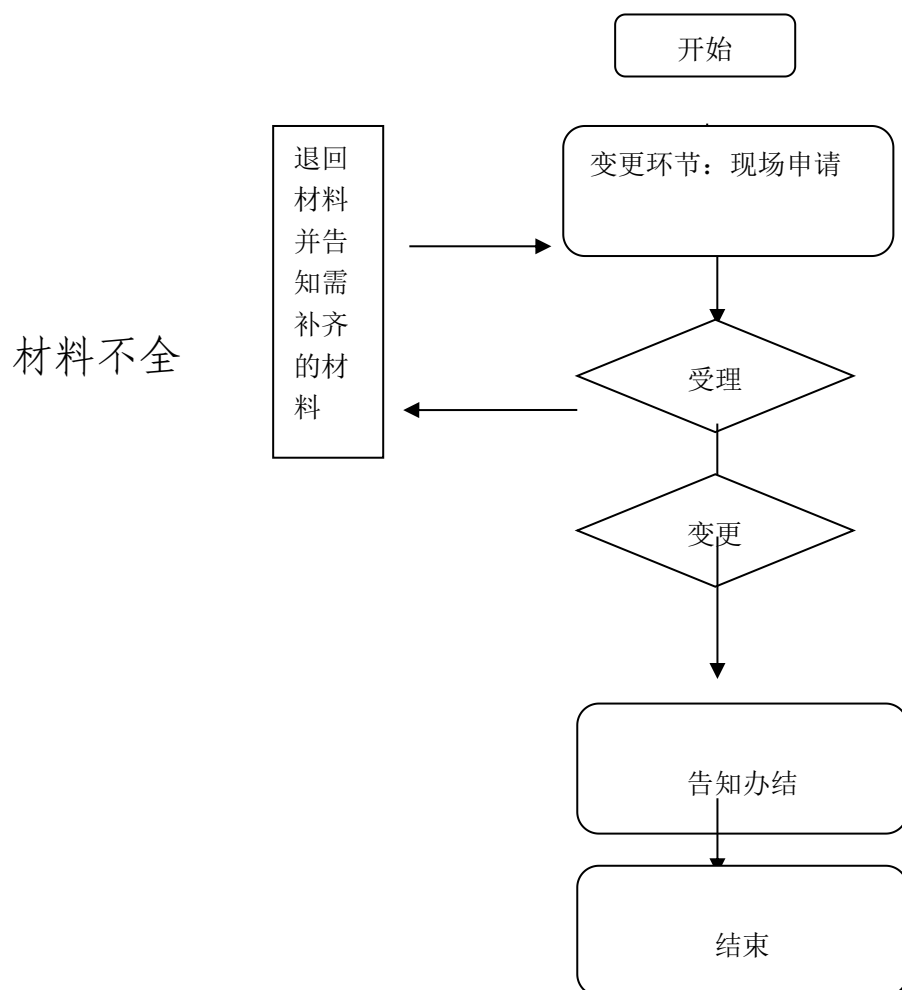 开始
变更环节：现场申请
退回
材料
并告
知需
补齐
的材
料
材料不全
受理
变更
告知办结
结束